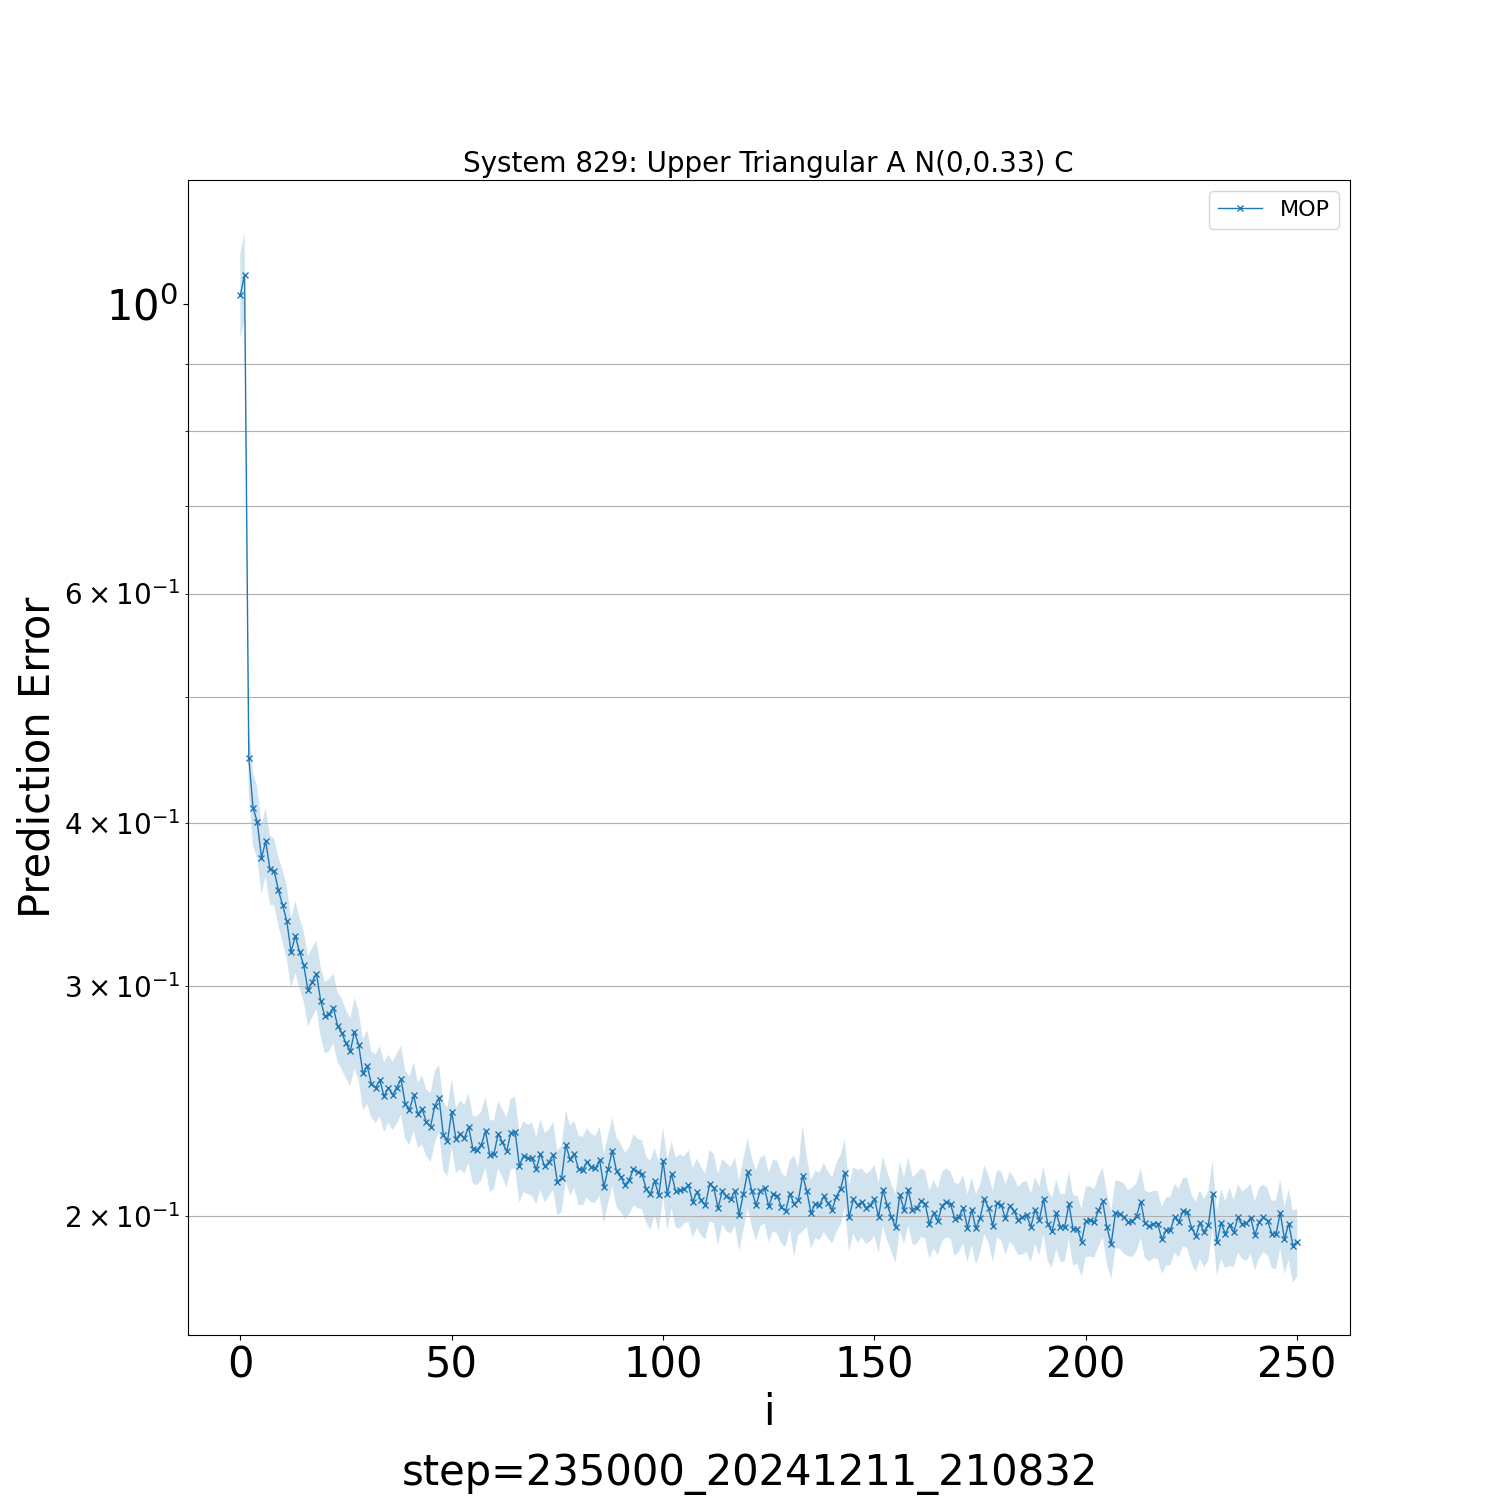 System 829: Upper Triangular A N(0,0.33) C
MOP
10⁰
6 × 10⁻¹
4 × 10⁻¹
3 × 10⁻¹
2 × 10⁻¹
Prediction Error
0 50 100 150 200 250
i
step=235000_20241211_210832